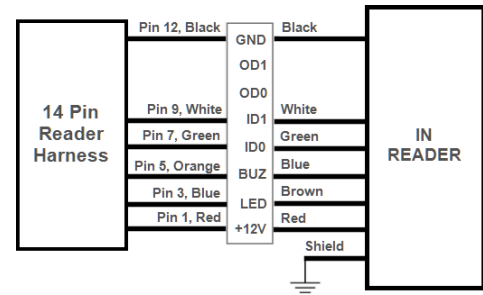 Pin 12, Black GND Black
OD1
OD0
Pin 9, White ID1 White
Pin 7, Green ID0 Green
Pin 5, Orange BUZ Blue
Pin 3, Blue LED Brown
Pin 1, Red +12V Red
Shield
14 Pin
Reader
Harness
IN
READER